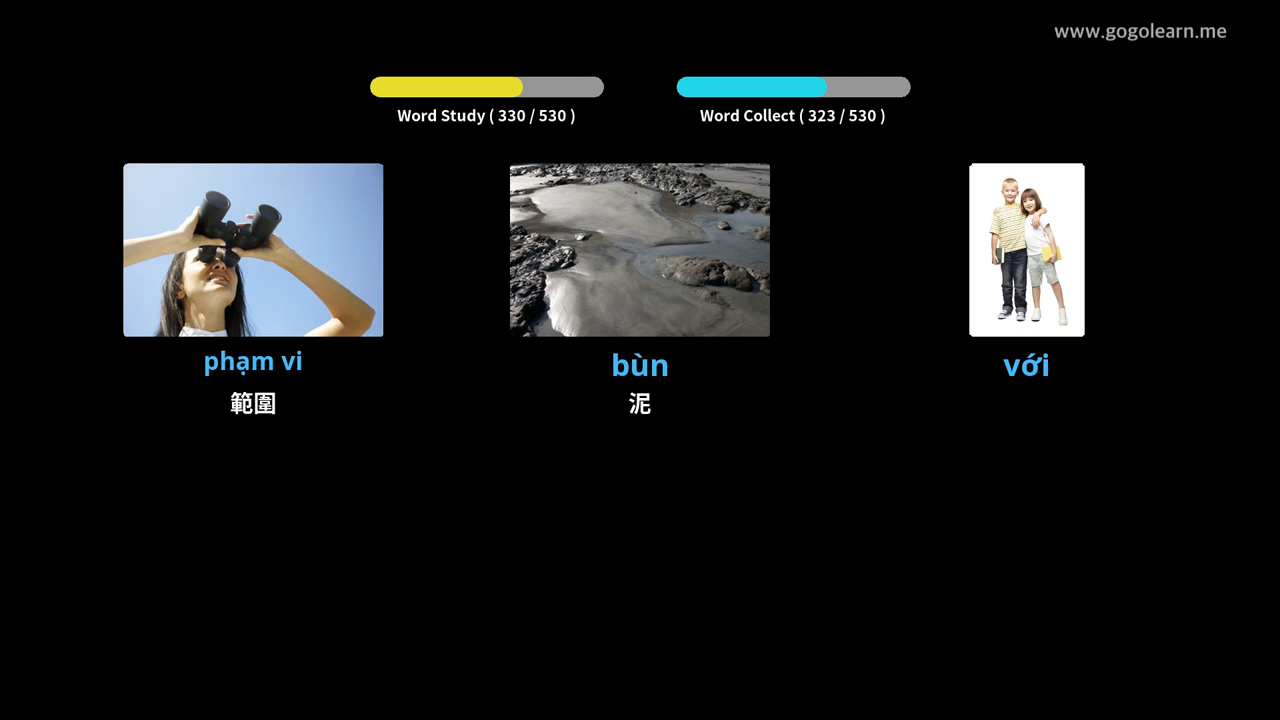 www.gogolearn.me
Word Study ( 330 / 530 )
Word Collect ( 323 / 530 )
phạm vi
範圍
bùn
泥
với